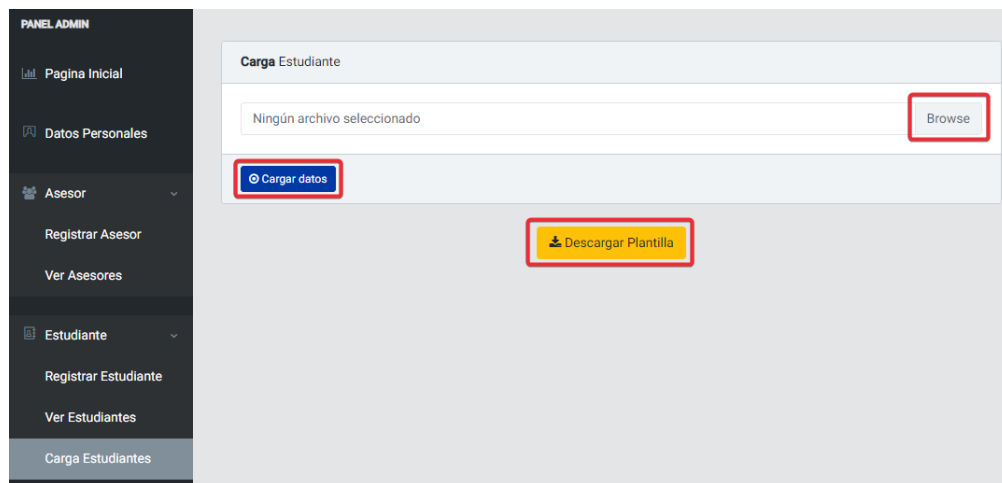 PANEL ADMIN
Pagina Inicial
Datos Personales
Asesor
Registrar Asesor
Ver Asesores
Estudiante
Registrar Estudiante
Ver Estudiantes
Carga Estudiantes
Carga Estudiante
Ningún archivo seleccionado
Browse
Cargar datos
Descargar Plantilla